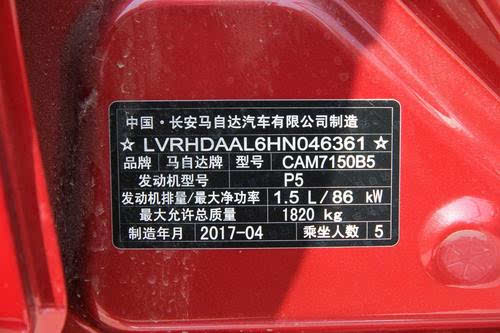 中国·长安马自达汽车有限公司制造
☆ LVRHDAAL6HN046361 ☆
品牌 马自达牌 型号 CAM7150B5
发动机型号 P5
发动机排量/最大净功率 1.5 L/86 kW
最大允许总质量 1820 kg
制造年月 2017-04 乘坐人数 5